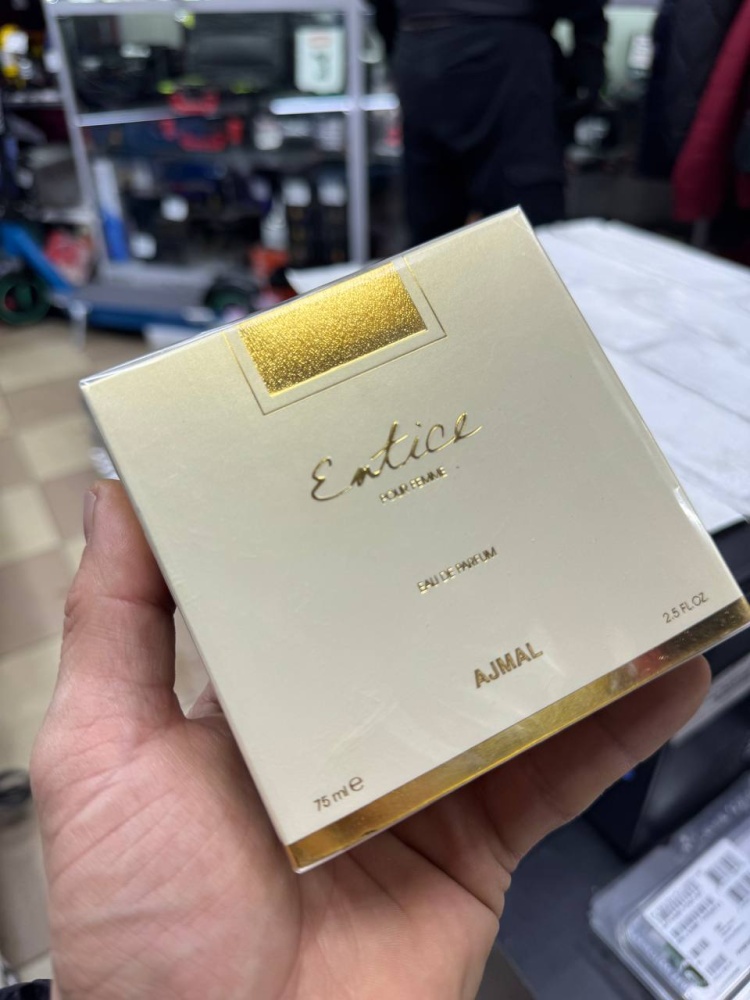 Entice
POUR FEMME
EAU DE PARFUM
AJMAL
75 ml e
2.5 FL.OZ.